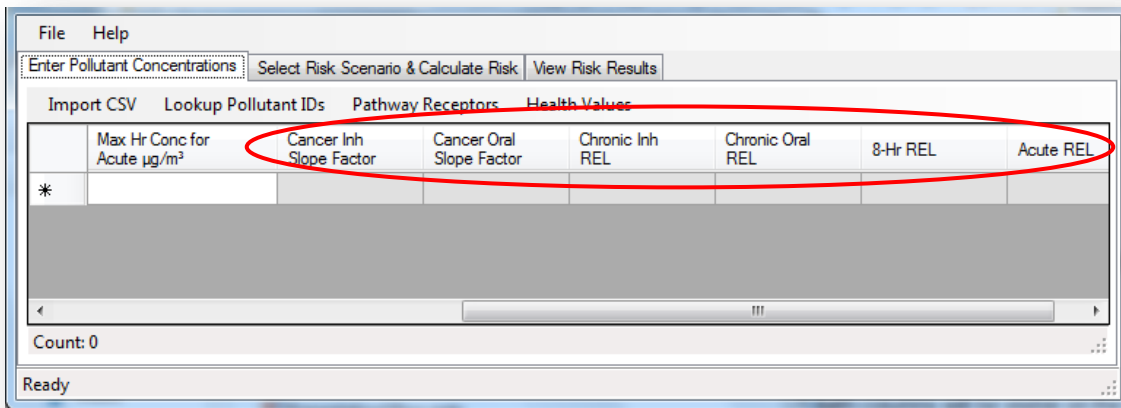 File Help
Enter Pollutant Concentrations Select Risk Scenario & Calculate Risk View Risk Results
Import CSV Lookup Pollutant IDs Pathway Receptors Health Values
Max Hr Conc for Cancer Inh Cancer Oral Chronic Inh Chronic Oral 8-Hr REL Acute REL
Acute µg/m³ Slope Factor Slope Factor REL REL
Count: 0
Ready